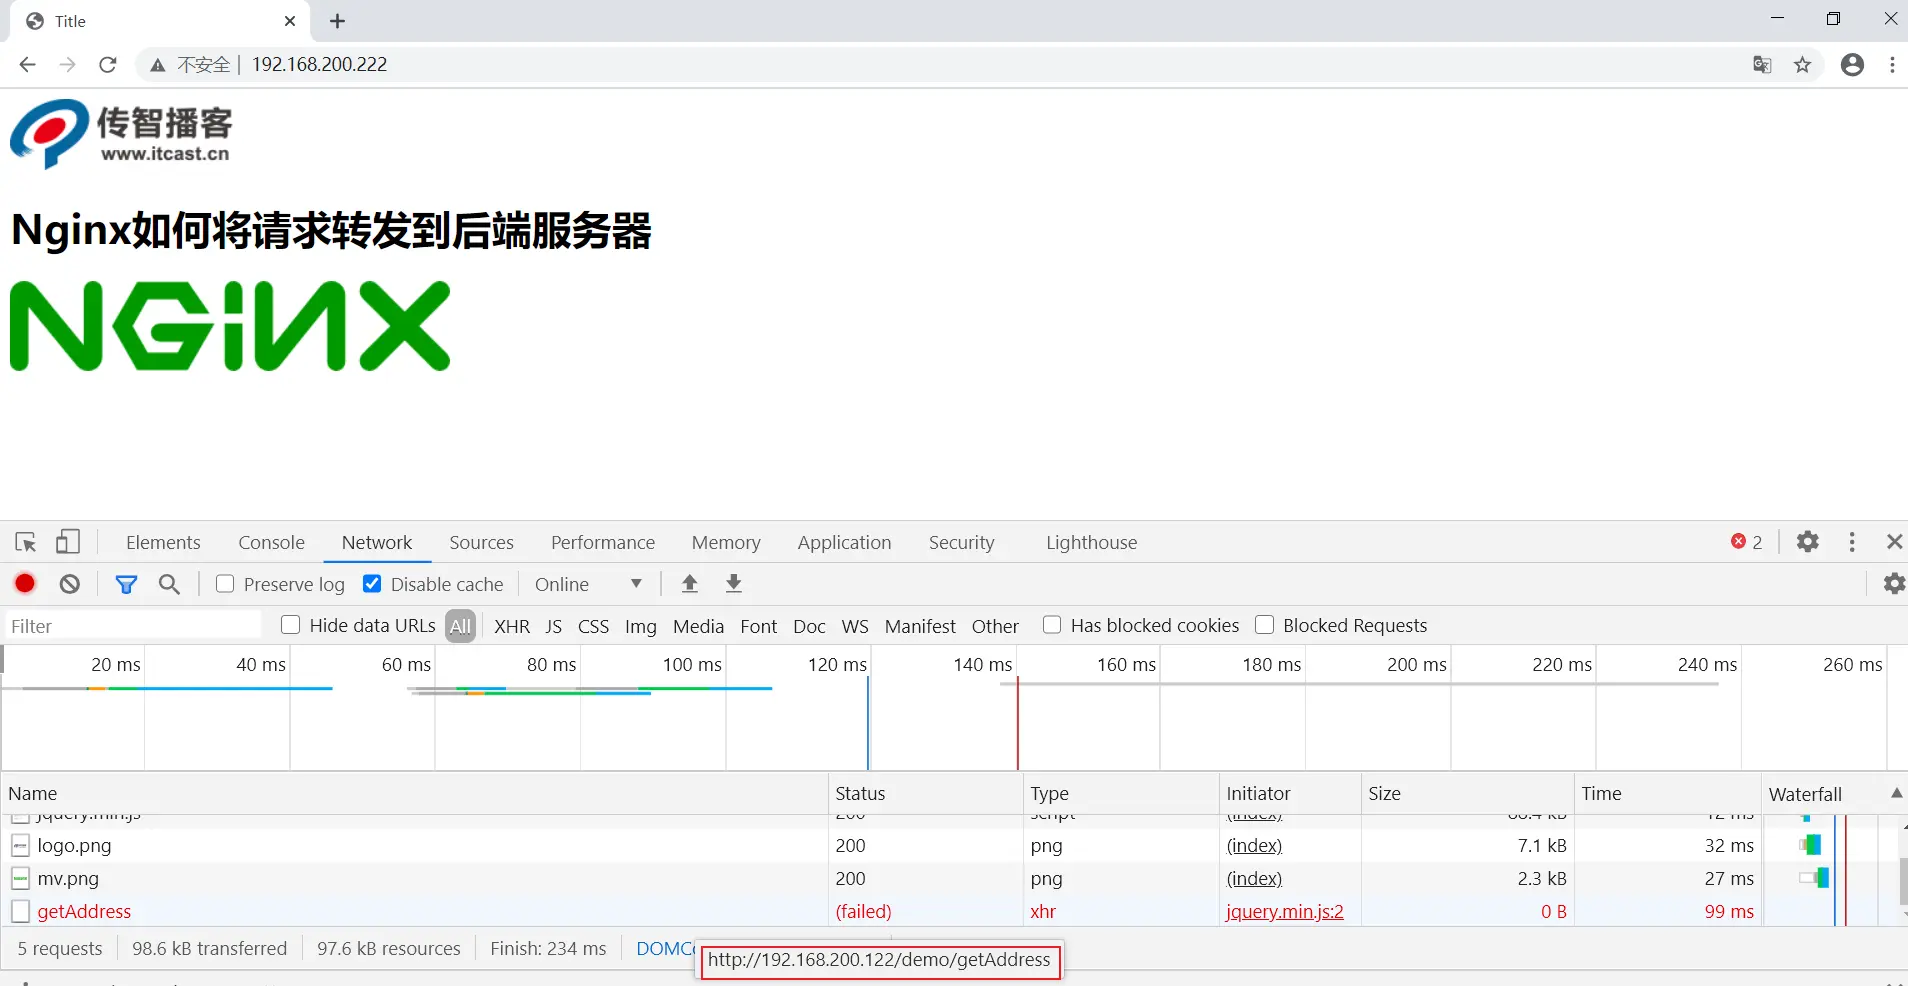 Title
不安全 | 192.168.200.222
传智播客
www.itcast.cn
Nginx如何将请求转发到后端服务器
NGiNX
Elements Console Network Sources Performance Memory Application Security Lighthouse 2
Preserve log Disable cache Online
Filter Hide data URLs All XHR JS CSS Img Media Font Doc WS Manifest Other Has blocked cookies Blocked Requests
20 ms 40 ms 60 ms 80 ms 100 ms 120 ms 140 ms 160 ms 180 ms 200 ms 220 ms 240 ms 260 ms
Name Status Type Initiator Size Time Waterfall
jquery.min.js 200 script (index) 12 ms
logo.png 200 png (index) 7.1 kB 32 ms
mv.png 200 png (index) 2.3 kB 27 ms
getAddress (failed) xhr jquery.min.js:2 0 B 99 ms
5 requests 98.6 kB transferred 97.6 kB resources Finish: 234 ms DOMC
http://192.168.200.122/demo/getAddress